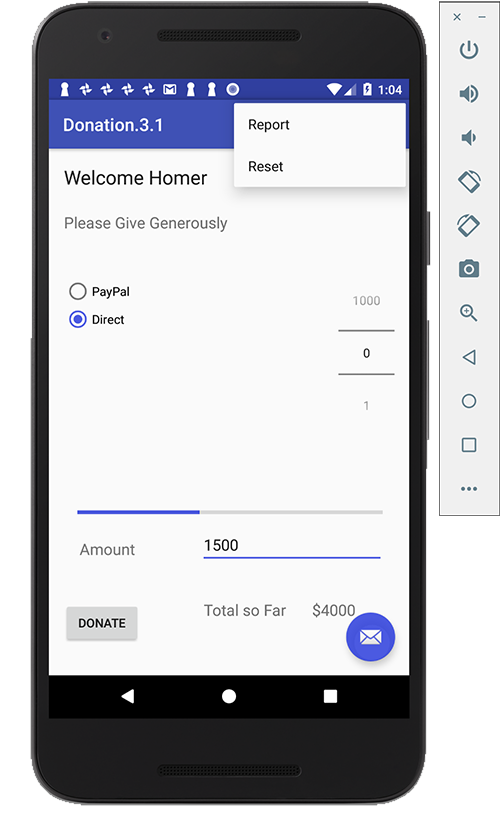 1:04
Donation.3.1
Report
Reset
Welcome Homer
Please Give Generously
PayPal
Direct
1000
0
1
Amount
1500
Total so Far $4000
DONATE